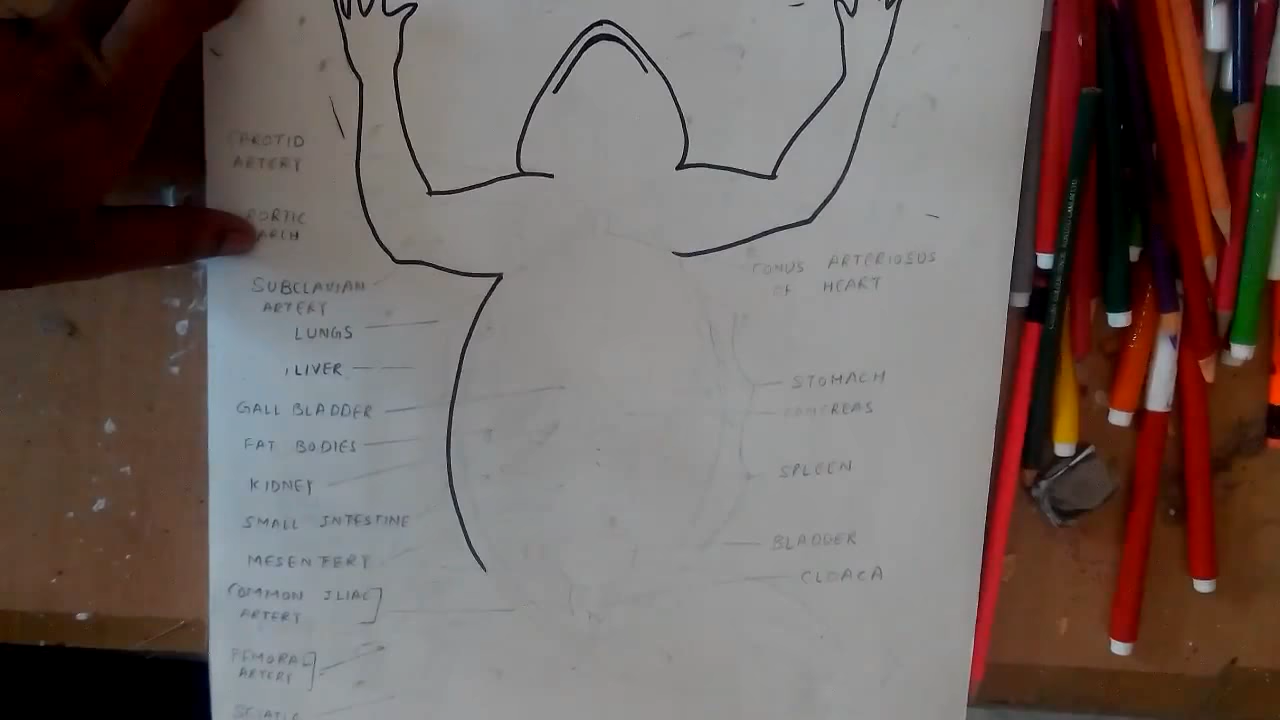 CAROTID
ARTERY
AORTIC
ARCH
SUBCLAVIAN
ARTERY
LUNGS
LIVER
GALL BLADDER
FAT BODIES
KIDNEY
SMALL INTESTINE
MESENTERY
COMMON ILIAC
ARTERY
FEMORAL
ARTERY
CONUS ARTERIOSUS
OF HEART
STOMACH
PANCREAS
SPLEEN
BLADDER
CLOACA